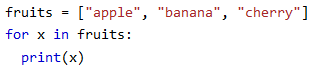 fruits = ["apple", "banana", "cherry"]
for x in fruits:
  print(x)